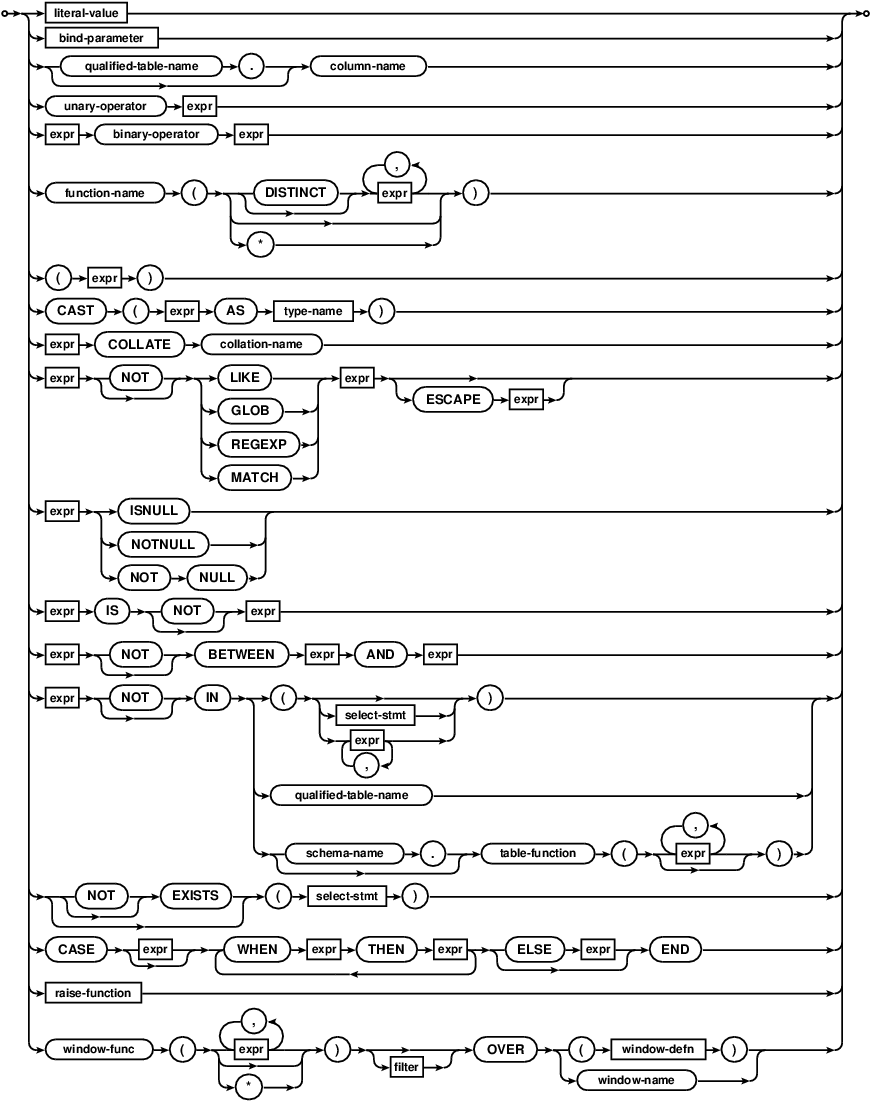 literal-value
bind-parameter
qualified-table-name . column-name
unary-operator expr
expr binary-operator expr
,
function-name ( DISTINCT expr )
*
( expr )
CAST ( expr AS type-name )
expr COLLATE collation-name
expr NOT LIKE expr
GLOB ESCAPE expr
REGEXP
MATCH
expr ISNULL
NOTNULL
NOT NULL
expr IS NOT expr
expr NOT BETWEEN expr AND expr
expr NOT IN ( )
select-stmt
expr
,
qualified-table-name
,
schema-name . table-function ( expr )
NOT EXISTS ( select-stmt )
CASE expr WHEN expr THEN expr ELSE expr END
raise-function
,
window-func ( expr ) OVER ( window-defn )
filter
* window-name